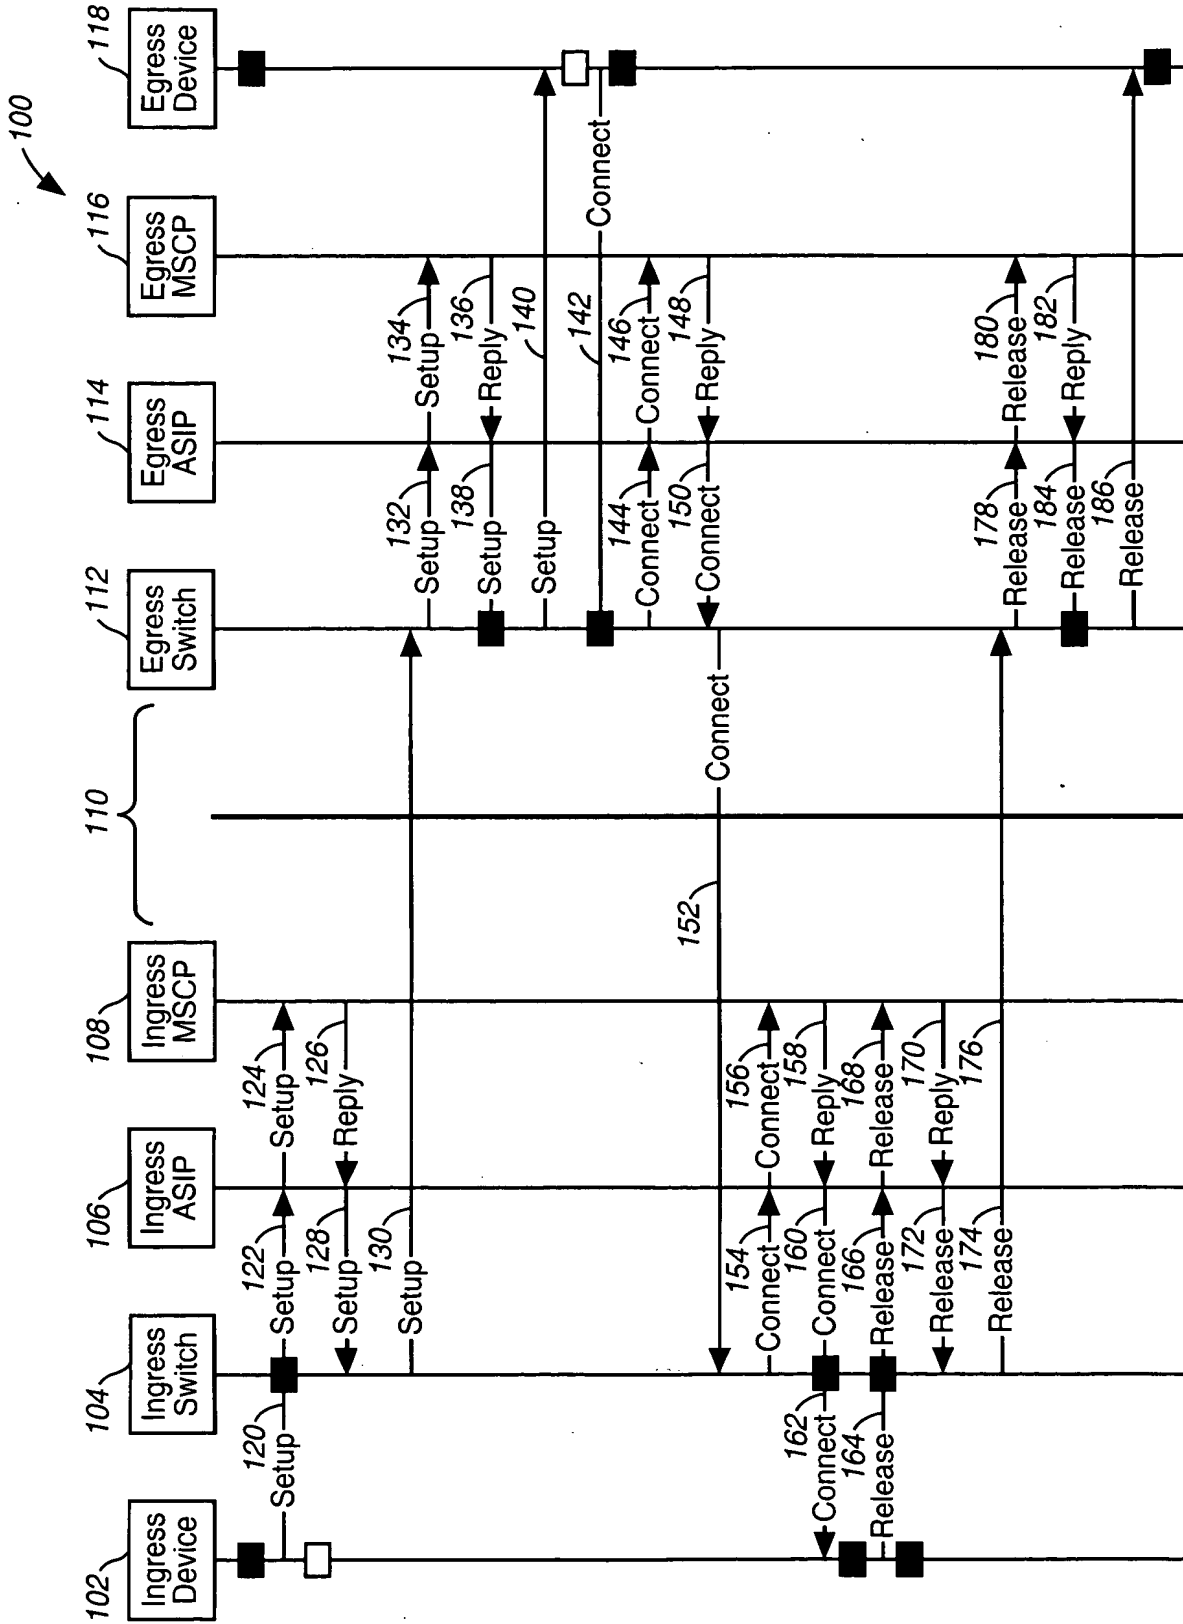 100
102
Ingress
Device
104
Ingress
Switch
106
Ingress
ASIP
108
Ingress
MSCP
110
112
Egress
Switch
114
Egress
ASIP
116
Egress
MSCP
118
Egress
Device
120
Setup
122
Setup
124
Setup
126
Reply
128
Setup
130
Setup
132
Setup
134
Setup
136
Reply
138
Setup
140
Setup
142
Connect
144
Connect
146
Connect
148
Reply
150
Connect
152
Connect
154
Connect
156
Connect
158
Reply
160
Connect
162
Connect
164
Release
166
Release
168
Release
170
Reply
172
Release
174
Release
176
178
Release
180
Release
182
Reply
184
Release
186
Release